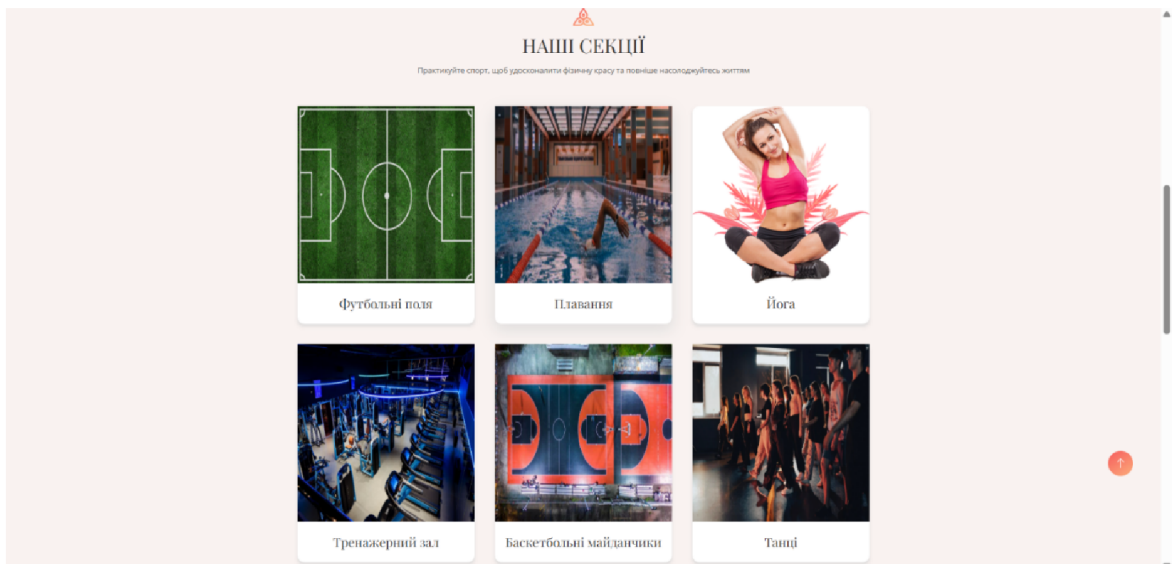 НАШІ СЕКЦІЇ
Практикуйте спорт, щоб удосконалити фізичну красу та повніше насолоджуйтесь життям
Футбольні поля
Плавання
Йога
Тренажерний зал
Баскетбольні майданчики
Танці